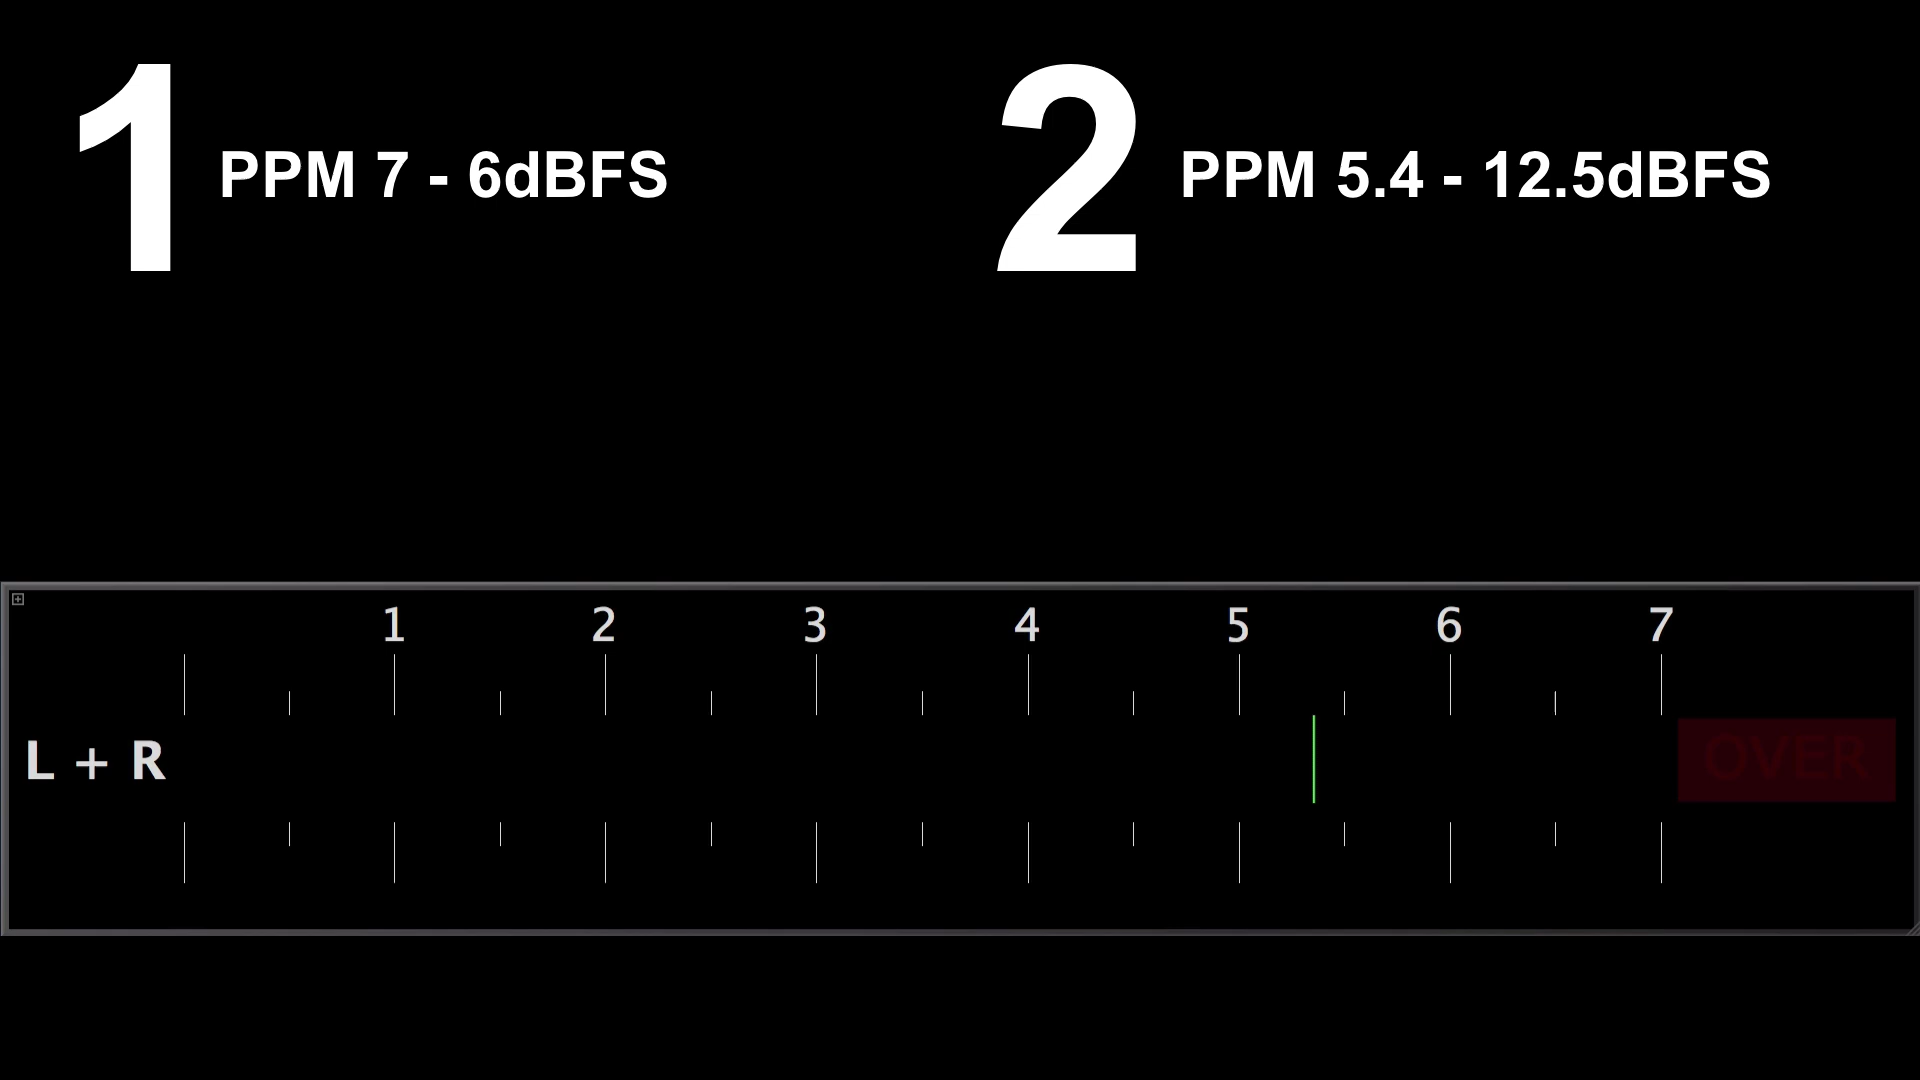 1 PPM 7 - 6dBFS
2 PPM 5.4 - 12.5dBFS
1 2 3 4 5 6 7
L + R
OVER